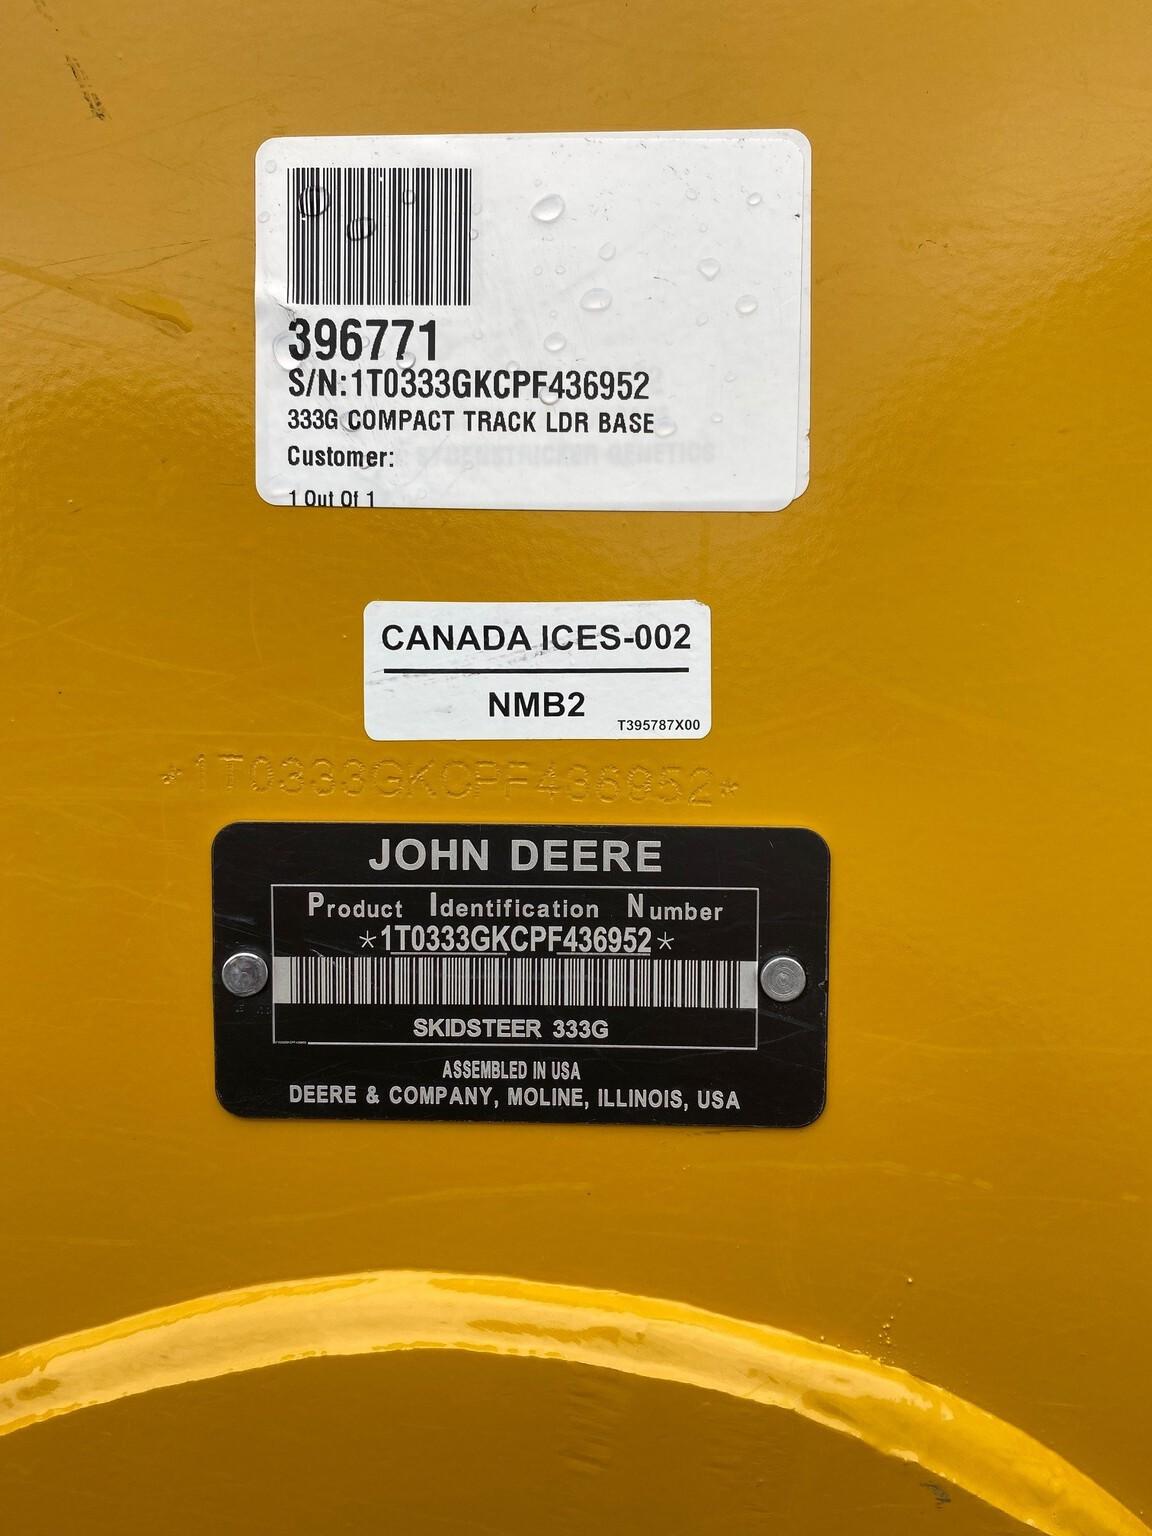 396771
S/N:1T0333GKCPF436952
333G COMPACT TRACK LDR BASE
Customer:
1 Out Of 1
CANADA ICES-002
NMB2
T395787X00
*1T0333GKCPF436952*
JOHN DEERE
Product Identification Number
*1T0333GKCPF436952*
SKIDSTEER 333G
ASSEMBLED IN USA
DEERE & COMPANY, MOLINE, ILLINOIS, USA